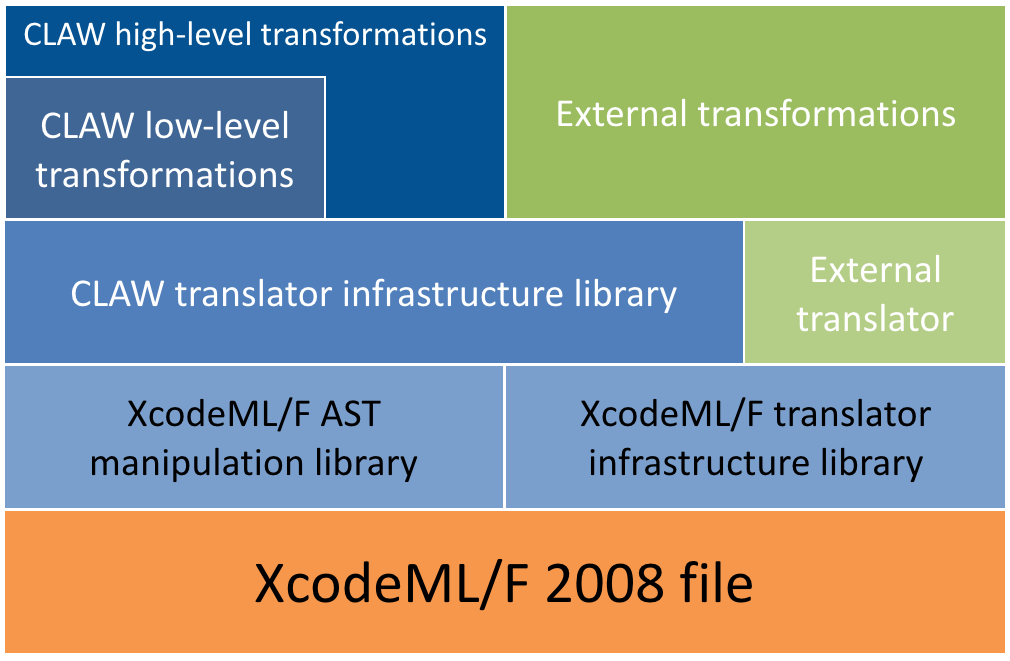 CLAW high-level transformations
CLAW low-level
transformations
External transformations
CLAW translator infrastructure library
External
translator
XcodeML/F AST
manipulation library
XcodeML/F translator
infrastructure library
XcodeML/F 2008 file